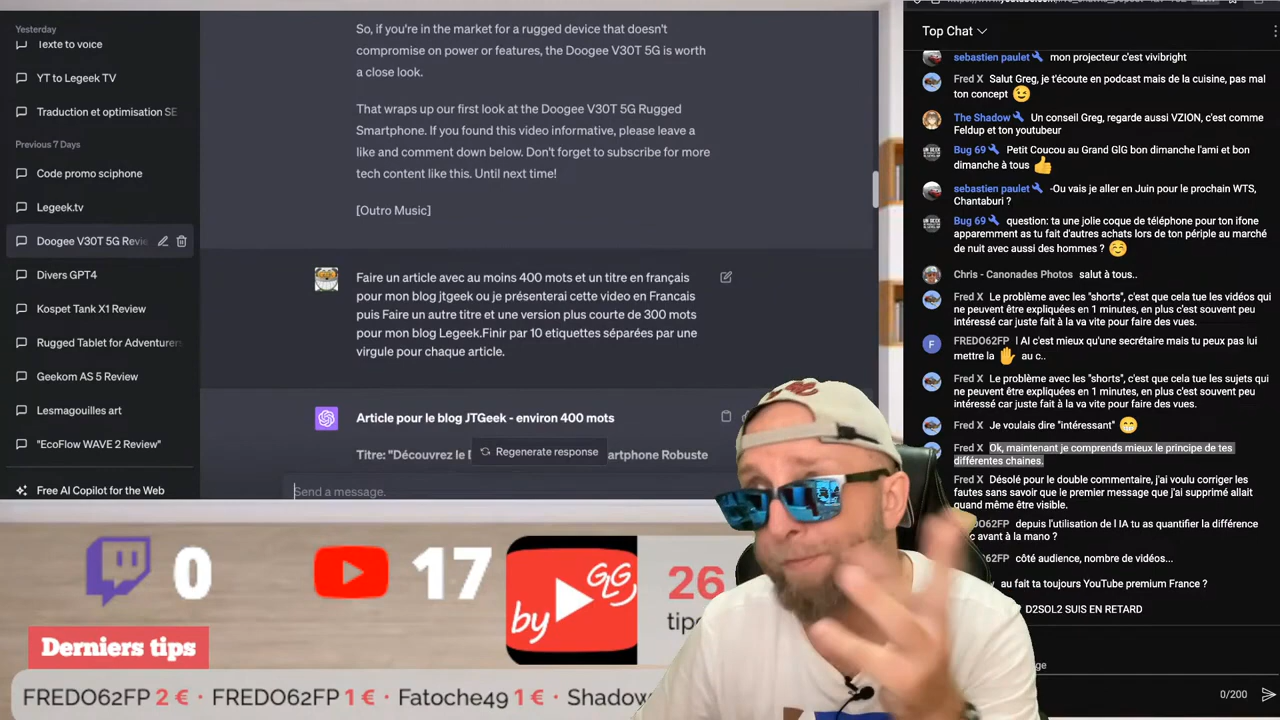 Yesterday
Texte to voice
YT to Legeek TV
Traduction et optimisation SE
Previous 7 Days
Code promo sciphone
Legeek.tv
Doogee V30T 5G Revie
Divers GPT4
Kospet Tank X1 Review
Rugged Tablet for Adventurers
Geekom AS 5 Review
Lesmagouilles art
"EcoFlow WAVE 2 Review"
Free AI Copilot for the Web
So, if you're in the market for a rugged device that doesn't
compromise on power or features, the Doogee V30T 5G is worth
a close look.
That wraps up our first look at the Doogee V30T 5G Rugged
Smartphone. If you found this video informative, please leave a
like and comment down below. Don't forget to subscribe for more
tech content like this. Until next time!
[Outro Music]
Faire un article avec au moins 400 mots et un titre en français
pour mon blog jtgeek ou je présenterai cette video en Francais
puis Faire un autre titre et une version plus courte de 300 mots
pour mon blog Legeek.Finir par 10 etiquettes séparées par une
virgule pour chaque article.
Article pour le blog JTGeek - environ 400 mots
Titre: "Découvrez le artphone Robuste
Regenerate response
Send a message.
Top Chat
sebastien paulet mon projecteur c'est vivibright
Fred X Salut Greg, je t'écoute en podcast mais de la cuisine, pas mal
ton concept 😉
The Shadow Un conseil Greg, regarde aussi VZION, c'est comme
Feldup et ton youtubeur
Bug 69 Petit Coucou au Grand GIG bon dimanche l'ami et bon
dimanche à tous 👍
sebastien paulet -Ou vais je aller en Juin pour le prochain WTS,
Chantaburi ?
Bug 69 question: ta une jolie coque de téléphone pour ton ifone
apparemment as tu fait d'autres achats lors de ton périple au marché
de nuit avec aussi des hommes ? ☺️
Chris - Canonades Photos salut à tous..
Fred X Le problème avec les "shorts", c'est que cela tue les vidéos qui
ne peuvent être expliquées en 1 minutes, en plus c'est souvent peu
intéressé car juste fait à la va vite pour faire des vues.
F
FREDO62FP l AI c'est mieux qu'une secrétaire mais tu peux pas lui
mettre la ✋ au c..
Fred X Le problème avec les "shorts", c'est que cela tue les sujets qui
ne peuvent être expliquées en 1 minutes, en plus c'est souvent peu
intéressé car juste fait à la va vite pour faire des vues.
Fred X Je voulais dire "intéressant" 😁
Fred X Ok, maintenant je comprends mieux le principe de tes
différentes chaines.
Fred X Désolé pour le double commentaire, j'ai voulu corriger les
fautes sans savoir que le premier message que j'ai supprimé allait
quand même être visible.
O62FP depuis l'utilisation de l IA tu as quantifier la différence
avant à la mano ?
62FP côté audience, nombre de vidéos...
au fait ta toujours YouTube premium France ?
D2SOL2 SUIS EN RETARD
0/200
0
17
by GLG
26
Derniers tips
FREDO62FP 2 € · FREDO62FP 1 € · Fatoche49 1 € · Shadow